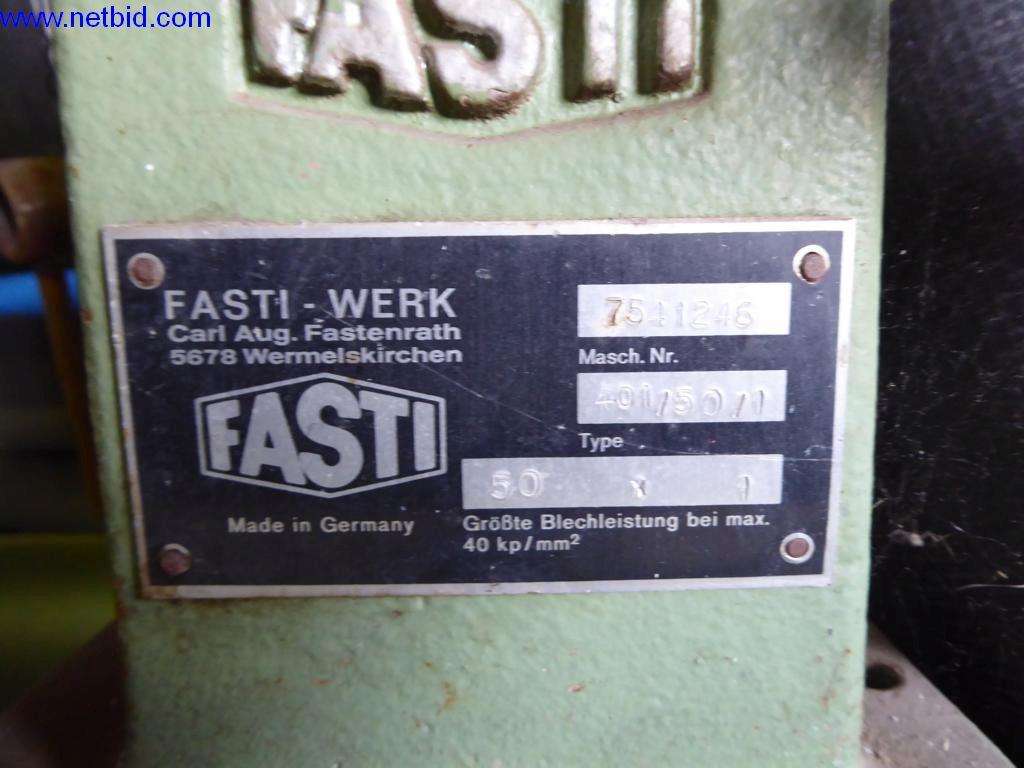 www.netbid.com
FASTI
FASTI - WERK
Carl Aug. Fastenrath
5678 Wermelskirchen
FASTI
Made in Germany
7541246
Masch. Nr.
401/50/1
Type
50 x 1
Größte Blechleistung bei max.
40 kp/mm²